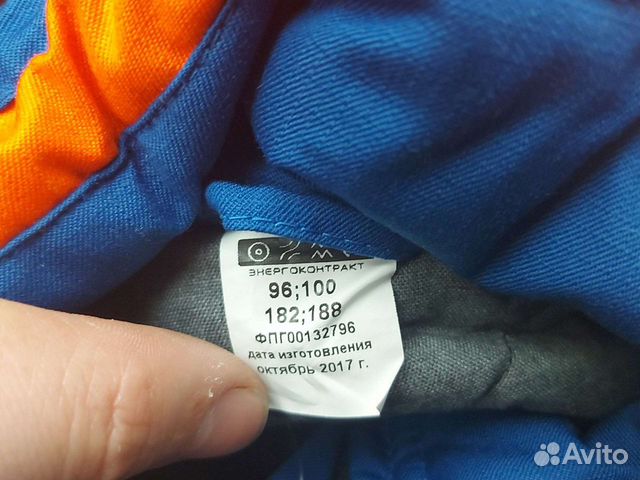 ЭНЕРГОКОНТРАКТ
96;100
182;188
ФПГ00132796
дата изготовления
октябрь 2017 г.
Avito